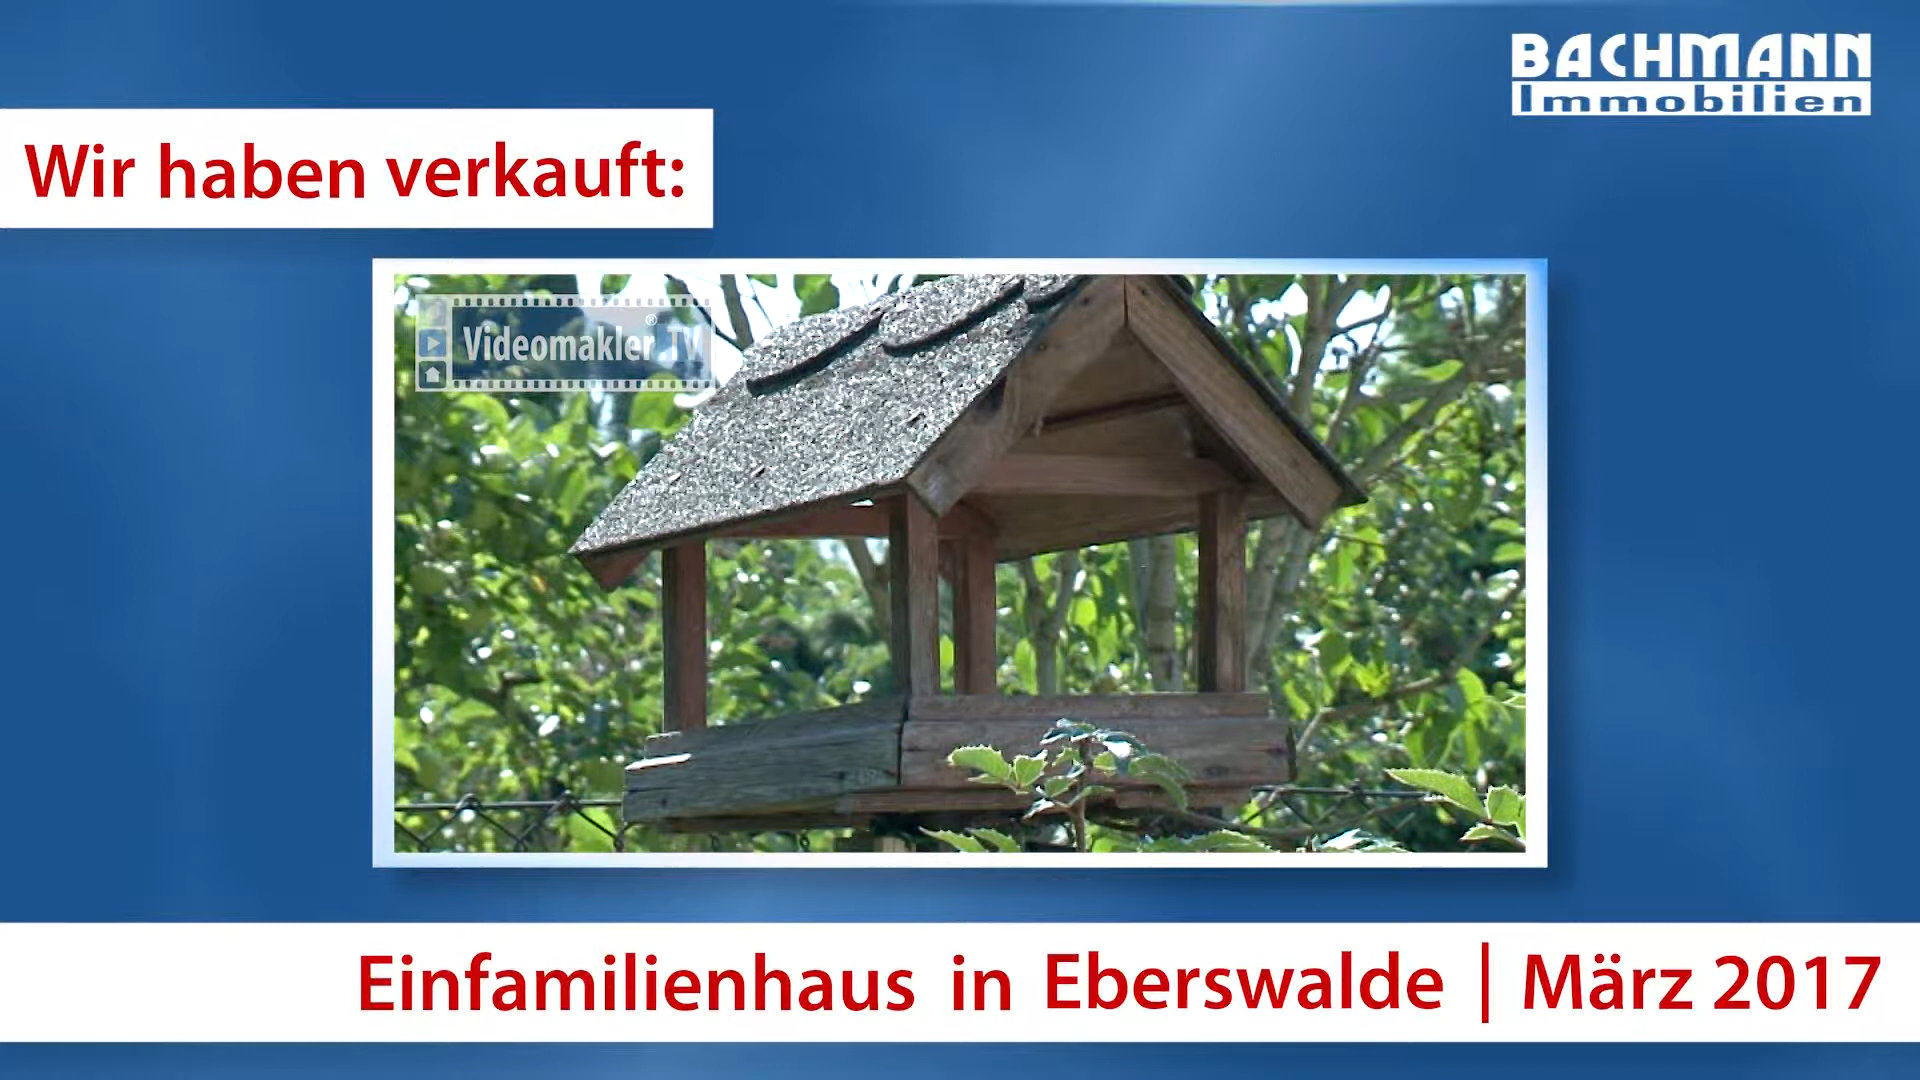 BACHMANN
Immobilien
Wir haben verkauft:
Videomakler®.TV
Einfamilienhaus in Eberswalde | März 2017